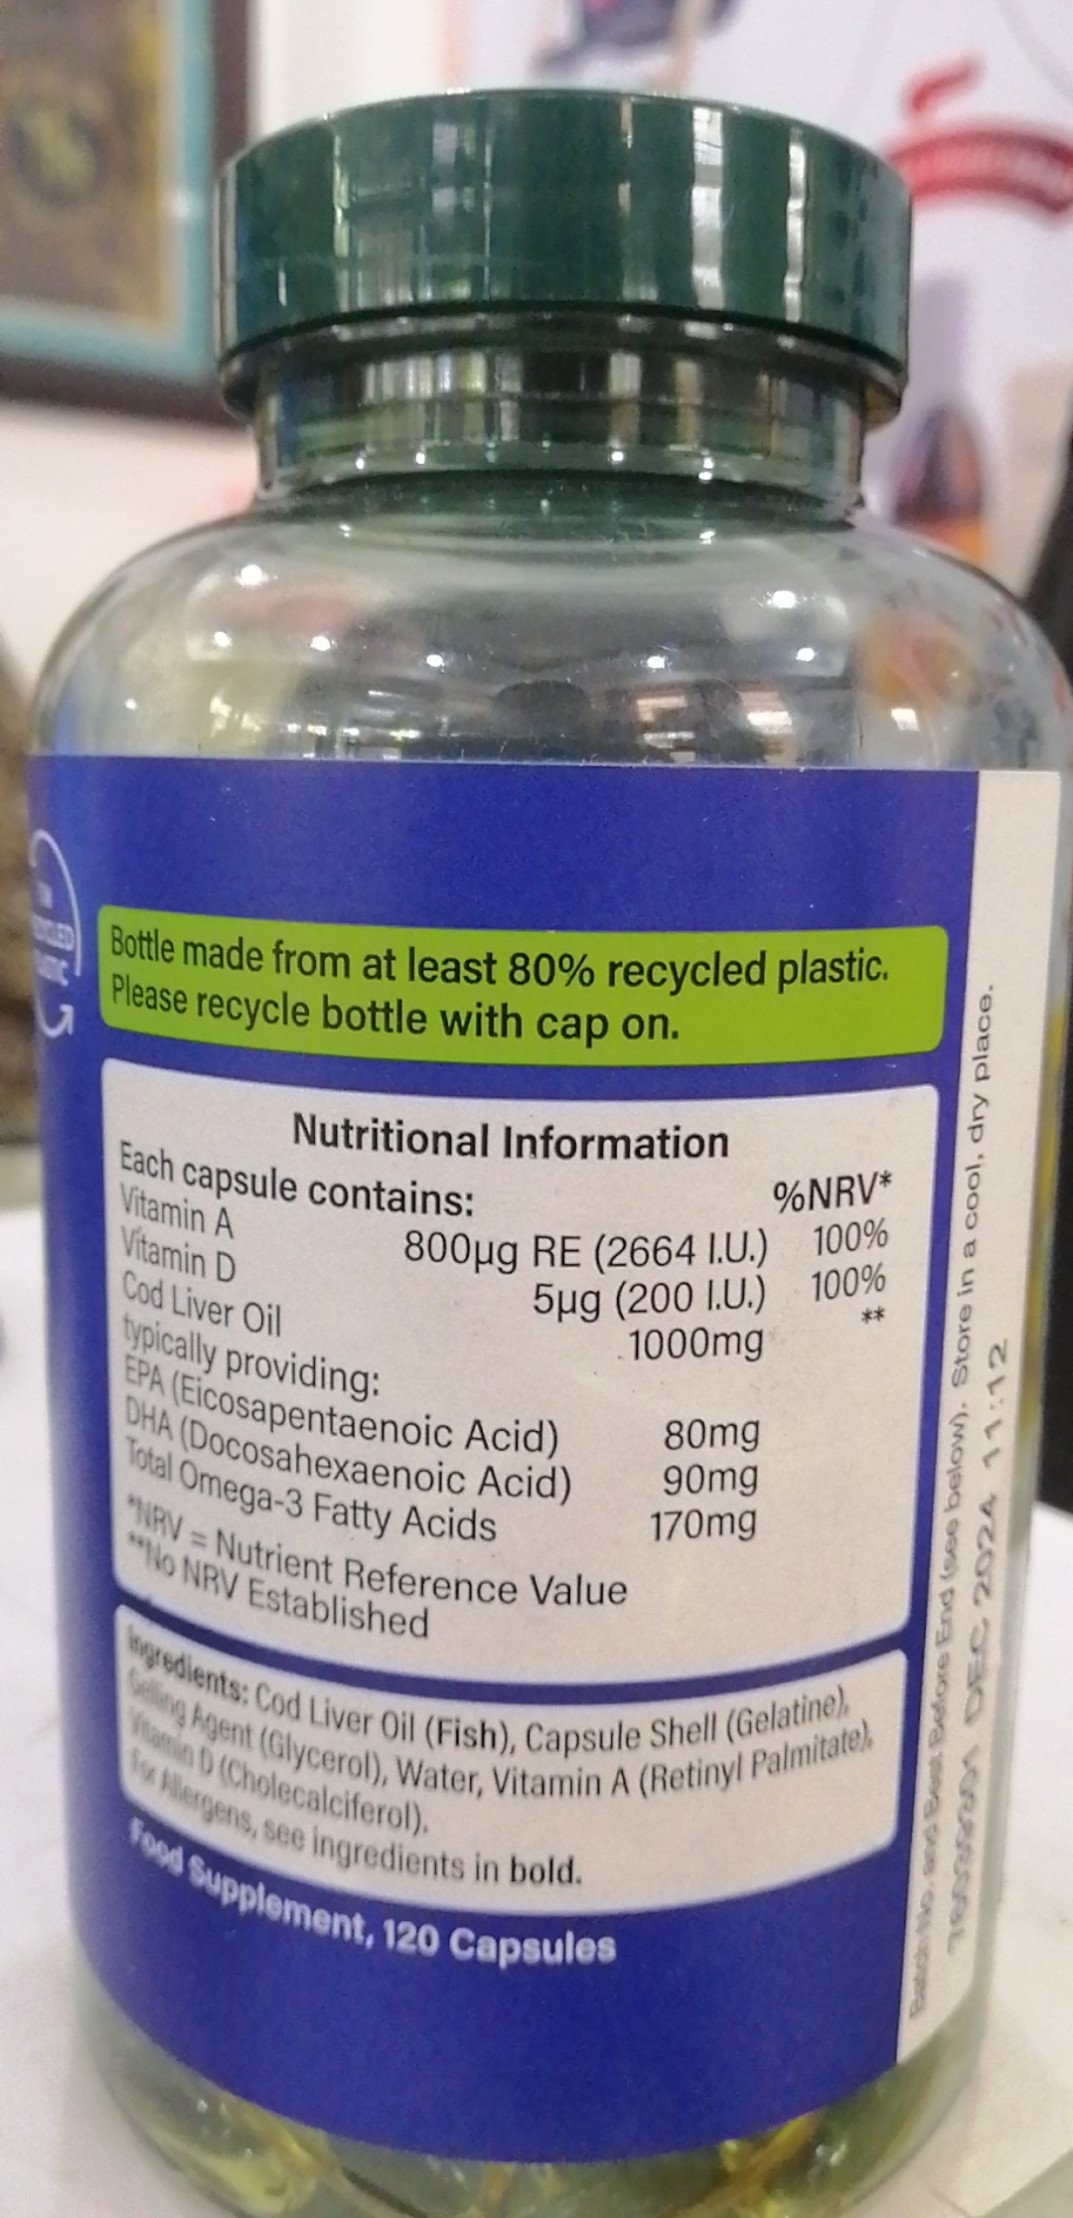 Bottle made from at least 80% recycled plastic.
Please recycle bottle with cap on.
Nutritional Information
Each capsule contains: %NRV*
Vitamin A 800µg RE (2664 I.U.) 100%
Vitamin D 5µg (200 I.U.) 100%
Cod Liver Oil 1000mg **
typically providing:
EPA (Eicosapentaenoic Acid) 80mg
DHA (Docosahexaenoic Acid) 90mg
Total Omega-3 Fatty Acids 170mg
*NRV = Nutrient Reference Value
**No NRV Established
Ingredients: Cod Liver Oil (Fish), Capsule Shell (Gelatine),
Gelling Agent (Glycerol), Water, Vitamin A (Retinyl Palmitate),
Vitamin D (Cholecalciferol).
For Allergens, see ingredients in bold.
Food Supplement, 120 Capsules
Batch No. and Best Before End (see below). Store in a cool, dry place.
DEC 2024 11:12